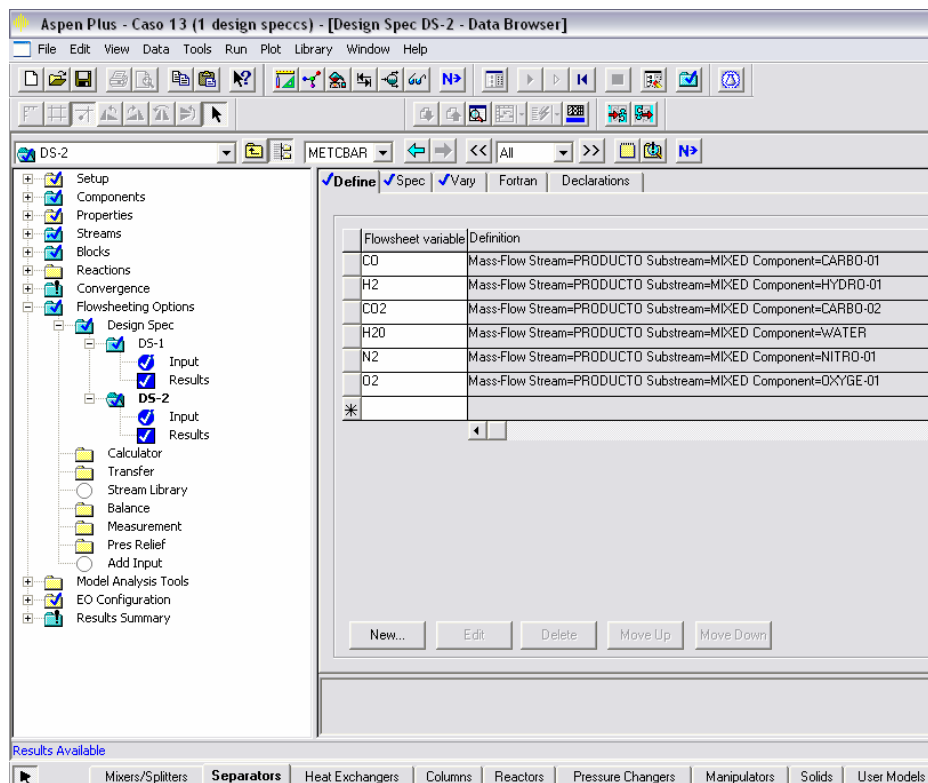 Aspen Plus - Caso 13 (1 design speccs) - [Design Spec DS-2 - Data Browser]
File Edit View Data Tools Run Plot Library Window Help
N>
DS-2 METCBAR << All >> N>
Setup
Components
Properties
Streams
Blocks
Reactions
Convergence
Flowsheeting Options
Design Spec
DS-1
Input
Results
DS-2
Input
Results
Calculator
Transfer
Stream Library
Balance
Measurement
Pres Relief
Add Input
Model Analysis Tools
EO Configuration
Results Summary
Define Spec Vary Fortran Declarations
Flowsheet variable Definition
CO Mass-Flow Stream=PRODUCTO Substream=MIXED Component=CARBO-01
H2 Mass-Flow Stream=PRODUCTO Substream=MIXED Component=HYDRO-01
CO2 Mass-Flow Stream=PRODUCTO Substream=MIXED Component=CARBO-02
H20 Mass-Flow Stream=PRODUCTO Substream=MIXED Component=WATER
N2 Mass-Flow Stream=PRODUCTO Substream=MIXED Component=NITRO-01
O2 Mass-Flow Stream=PRODUCTO Substream=MIXED Component=OXYGE-01
New... Edit Delete Move Up Move Down
Results Available
Mixers/Splitters Separators Heat Exchangers Columns Reactors Pressure Changers Manipulators Solids User Models